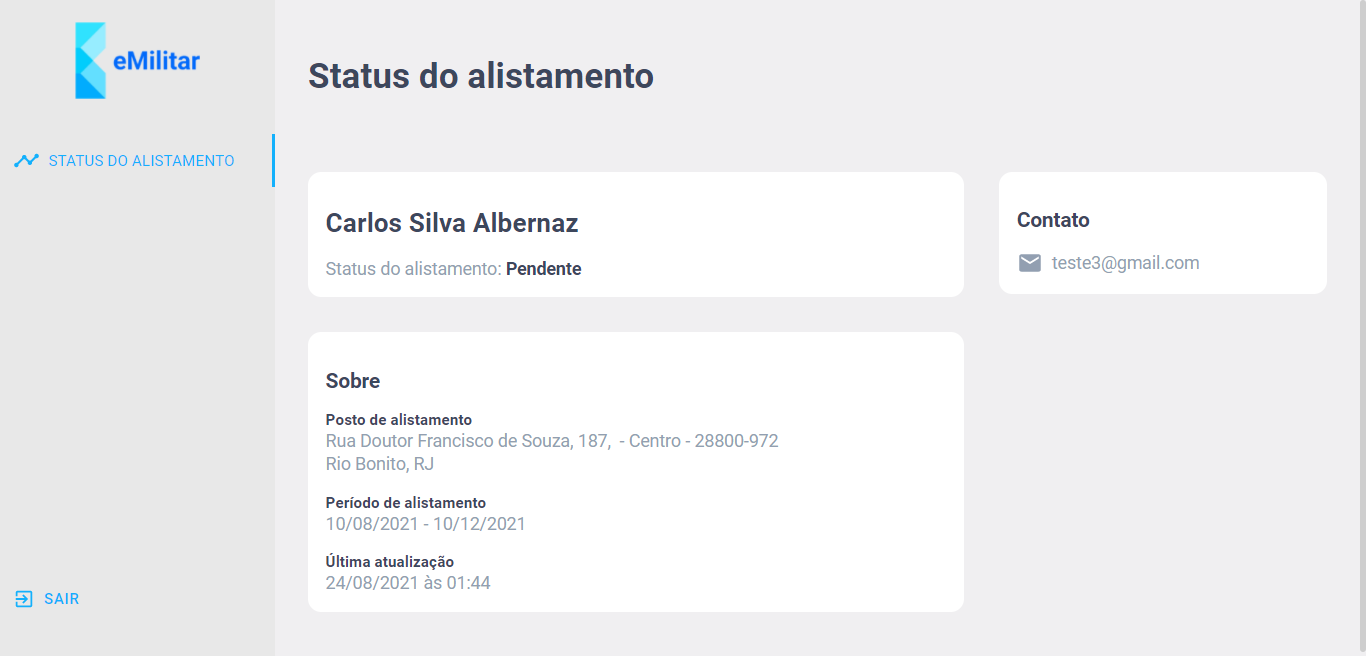 eMilitar
STATUS DO ALISTAMENTO
SAIR
Status do alistamento
Carlos Silva Albernaz
Status do alistamento: Pendente
Contato
teste3@gmail.com
Sobre
Posto de alistamento
Rua Doutor Francisco de Souza, 187,  - Centro - 28800-972
Rio Bonito, RJ
Período de alistamento
10/08/2021 - 10/12/2021
Última atualização
24/08/2021 às 01:44